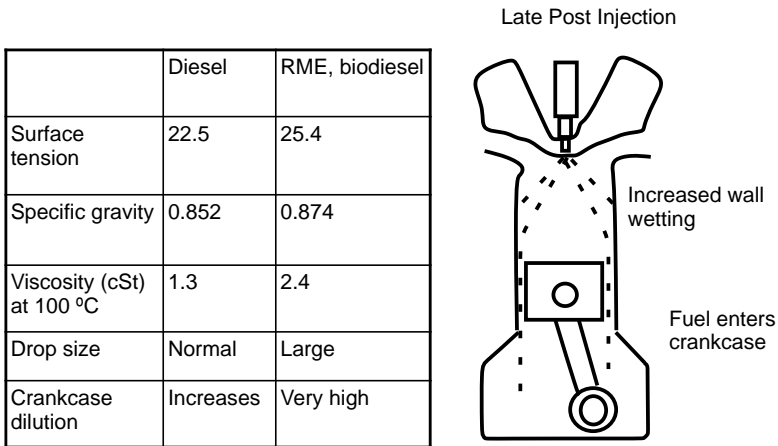 Late Post Injection
Diesel RME, biodiesel
Surface
tension 22.5 25.4
Specific gravity 0.852 0.874
Viscosity (cSt)
at 100 ºC 1.3 2.4
Drop size Normal Large
Crankcase
dilution Increases Very high
Increased wall
wetting
Fuel enters
crankcase